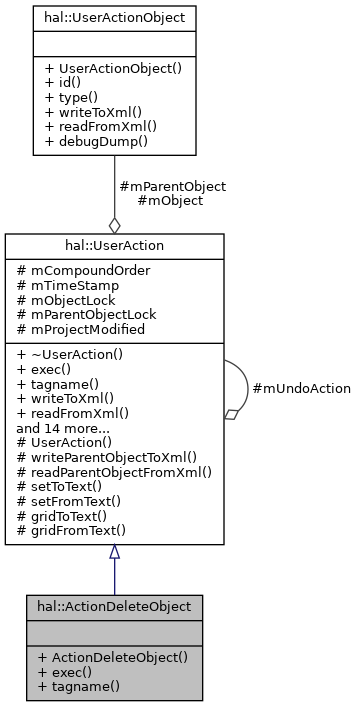 hal::UserActionObject
+ UserActionObject()
+ id()
+ type()
+ writeToXml()
+ readFromXml()
+ debugDump()
#mParentObject
#mObject
hal::UserAction
# mCompoundOrder
# mTimeStamp
# mObjectLock
# mParentObjectLock
# mProjectModified
+ ~UserAction()
+ exec()
+ tagname()
+ writeToXml()
+ readFromXml()
and 14 more...
# UserAction()
# writeParentObjectToXml()
# readParentObjectFromXml()
# setToText()
# setFromText()
# gridToText()
# gridFromText()
#mUndoAction
hal::ActionDeleteObject
+ ActionDeleteObject()
+ exec()
+ tagname()